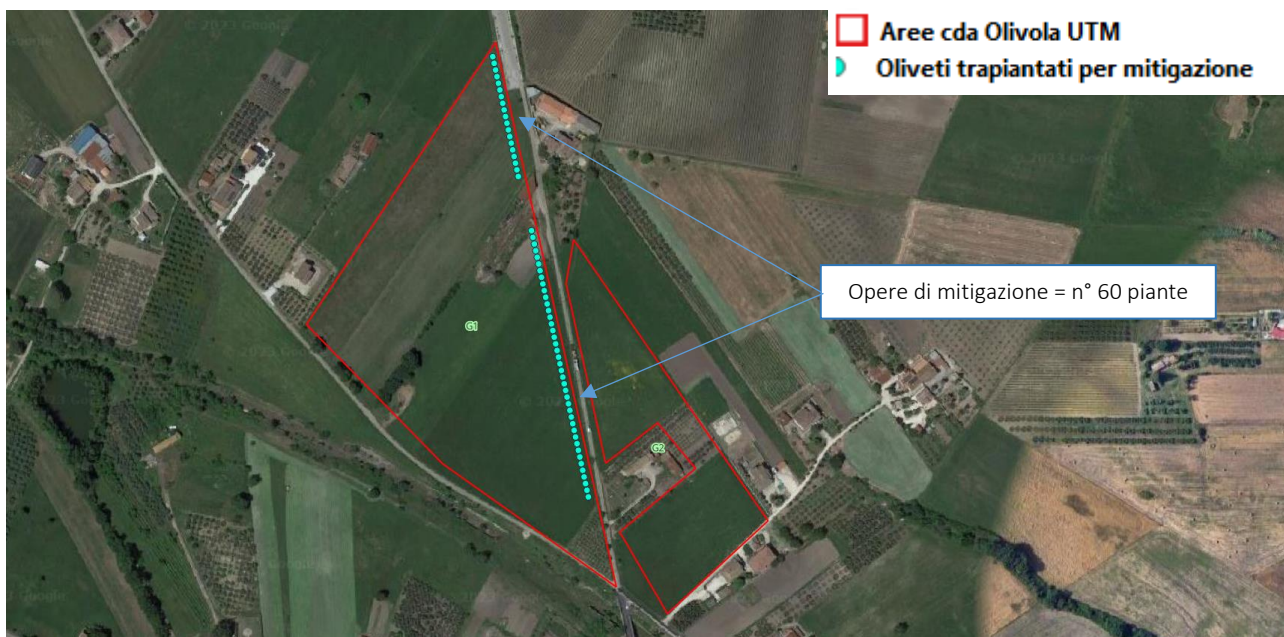 Aree cda Olivola UTM
Oliveti trapiantati per mitigazione
Opere di mitigazione = n° 60 piante
G1
G2